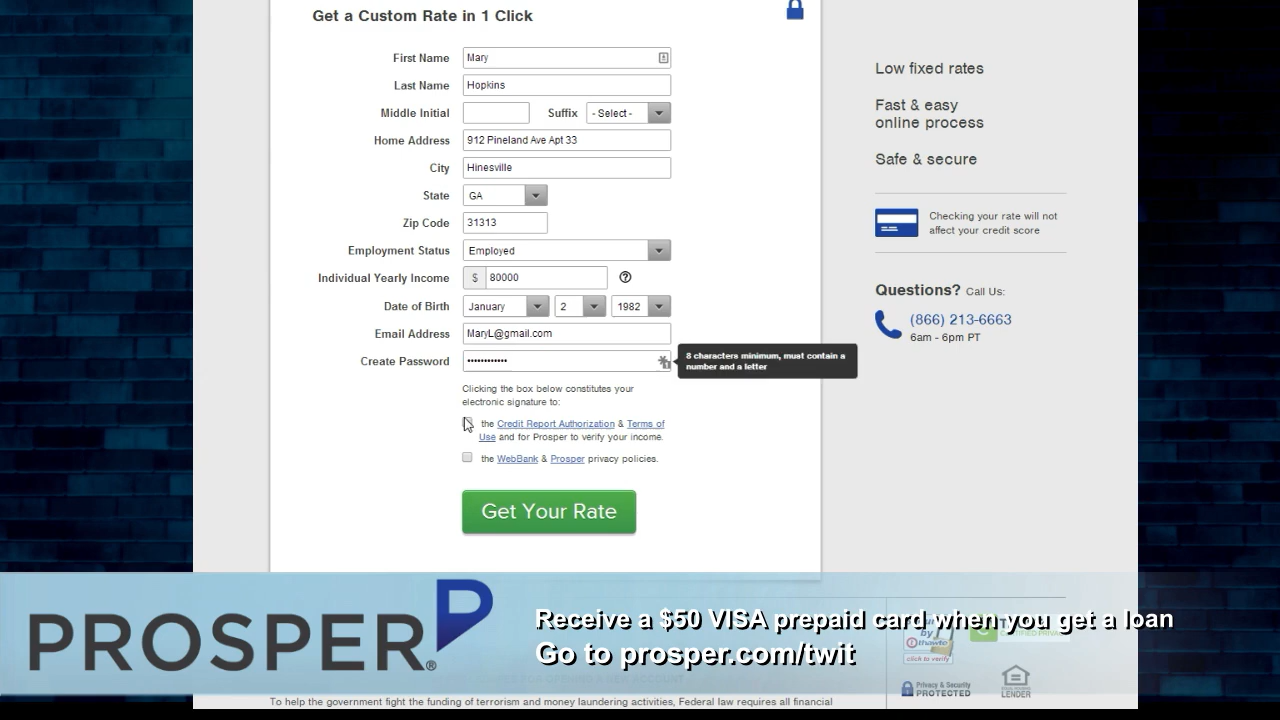 Get a Custom Rate in 1 Click
First Name Mary
Last Name Hopkins
Middle Initial Suffix - Select -
Home Address 912 Pineland Ave Apt 33
City Hinesville
State GA
Zip Code 31313
Employment Status Employed
Individual Yearly Income $ 80000
Date of Birth January 2 1982
Email Address MaryL@gmail.com
Create Password ••••••••••••
8 characters minimum, must contain a
number and a letter
Clicking the box below constitutes your
electronic signature to:
the Credit Report Authorization & Terms of
Use and for Prosper to verify your income.
the WebBank & Prosper privacy policies.
Get Your Rate
Low fixed rates
Fast & easy
online process
Safe & secure
Checking your rate will not
affect your credit score
Questions? Call Us:
(866) 213-6663
6am - 6pm PT
PROSPER®
Receive a $50 VISA prepaid card when you get a loan
Go to prosper.com/twit
by
thawte
click to verify
Privacy & Security
PROTECTED
LENDER
To help the government fight the funding of terrorism and money laundering activities, Federal law requires all financial